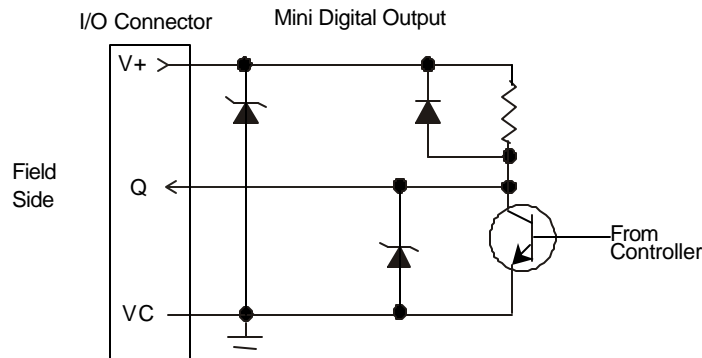 I/O Connector
Mini Digital Output
V+
Field
Side
Q
From
Controller
VC